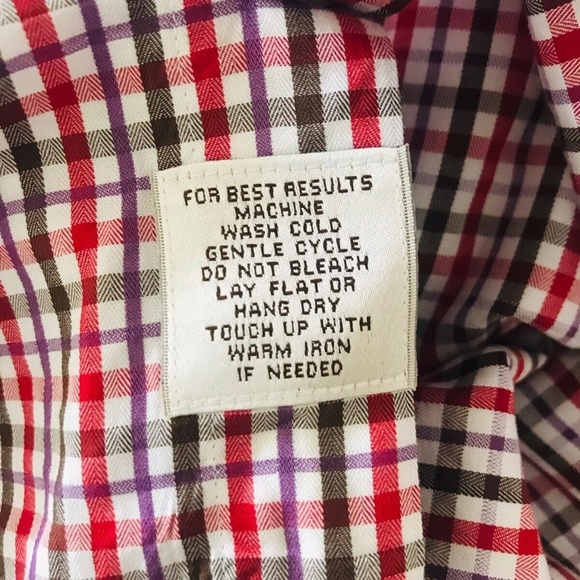 FOR BEST RESULTS
MACHINE
WASH COLD
GENTLE CYCLE
DO NOT BLEACH
LAY FLAT OR
HANG DRY
TOUCH UP WITH
WARM IRON
IF NEEDED